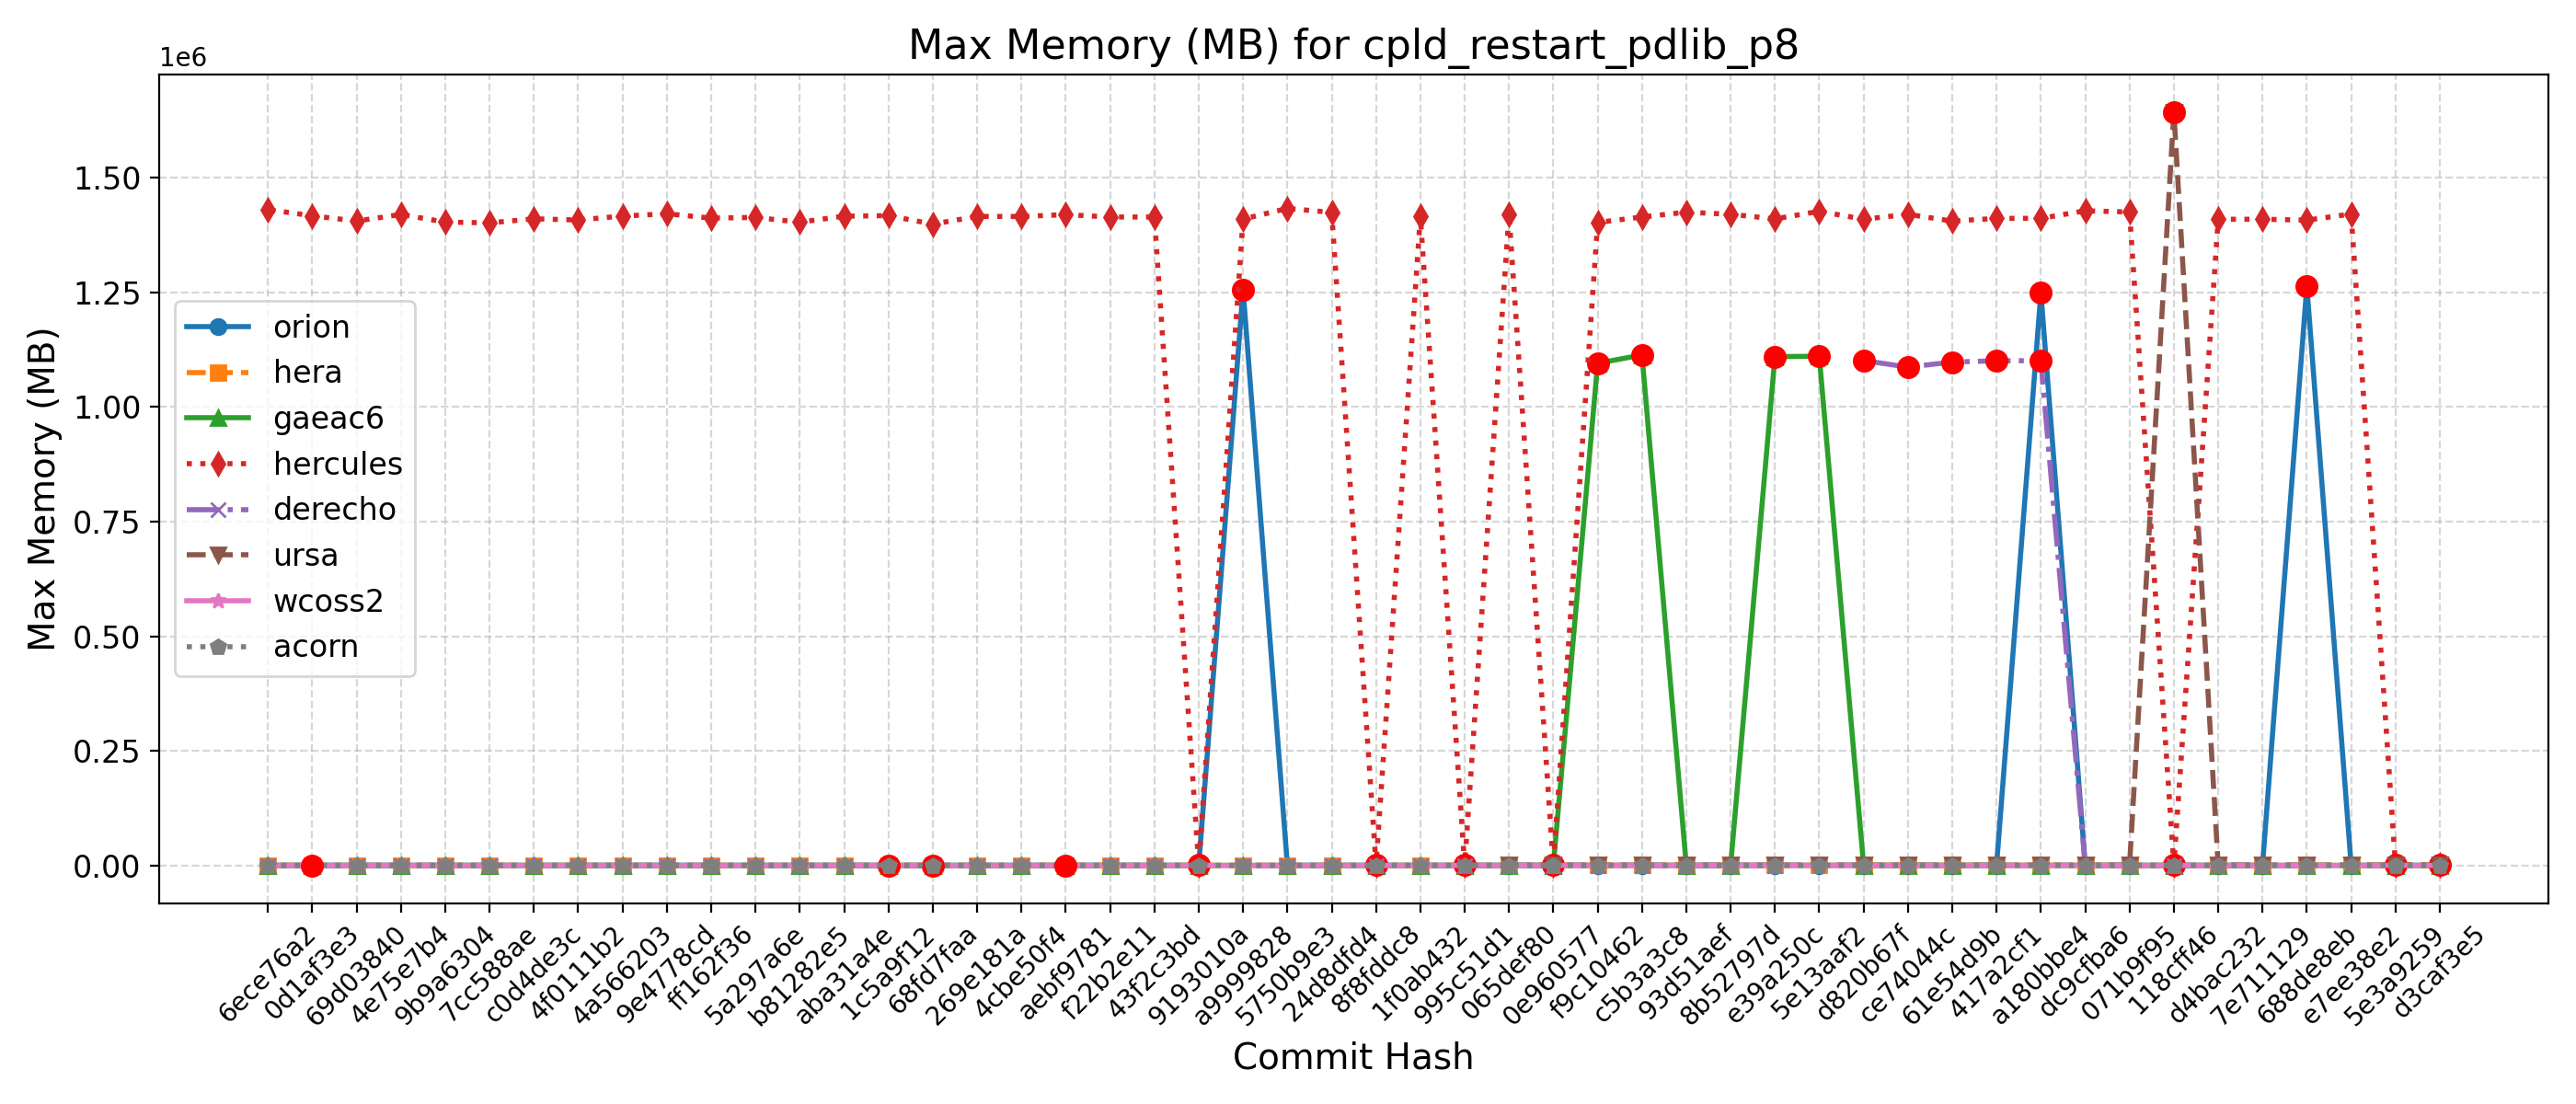 Max Memory (MB) for cpld_restart_pdlib_p8
1e6
1.50
1.25
1.00
0.75
0.50
0.25
0.00
Max Memory (MB)
orion
hera
gaeac6
hercules
derecho
ursa
wcoss2
acorn
6ece76a2
0d1af3e3
69d03840
4e75e7b4
9b9a6304
7cc588ae
c0d4de3c
4f0111b2
4a566203
9e4778cd
ff162f36
5a297a6e
b81282e5
aba31a4e
1c5a9f12
68fd7faa
269e181a
4cbe50f4
aebf9781
f22b2e11
43f2c3bd
9193010a
a9999828
5750b9e3
24d8dfd4
8f8fddc8
1f0ab432
995c51d1
065def80
0e960577
f9c10462
c5b3a3c8
93d51aef
8b52797d
e39a250c
5e13aaf2
d820b67f
ce74044c
61e54d9b
417a2cf1
a180bbe4
dc9cfba6
071b9f95
118cff46
d4bac232
7e711129
688de8eb
e7ee38e2
5e3a9259
d3caf3e5
Commit Hash